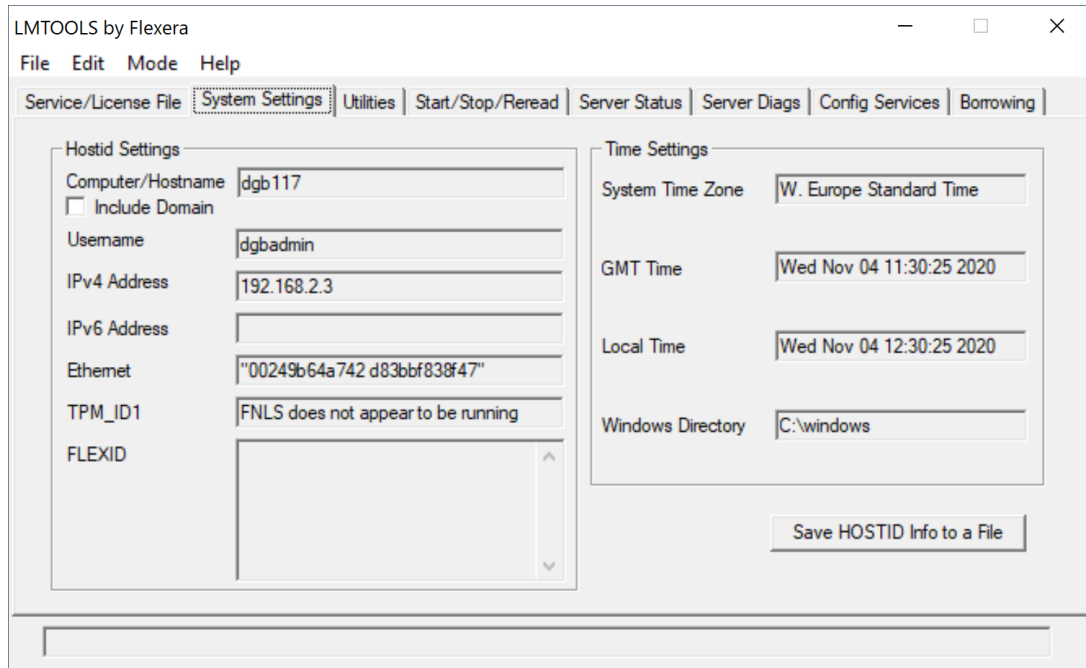 LMTOOLS by Flexera
File Edit Mode Help
Service/License File System Settings Utilities Start/Stop/Reread Server Status Server Diags Config Services Borrowing
Hostid Settings
Computer/Hostname dgb117
Include Domain
Username dgbadmin
IPv4 Address 192.168.2.3
IPv6 Address
Ethernet "00249b64a742 d83bbf838f47"
TPM_ID1 FNLS does not appear to be running
FLEXID
Time Settings
System Time Zone W. Europe Standard Time
GMT Time Wed Nov 04 11:30:25 2020
Local Time Wed Nov 04 12:30:25 2020
Windows Directory C:\windows
Save HOSTID Info to a File